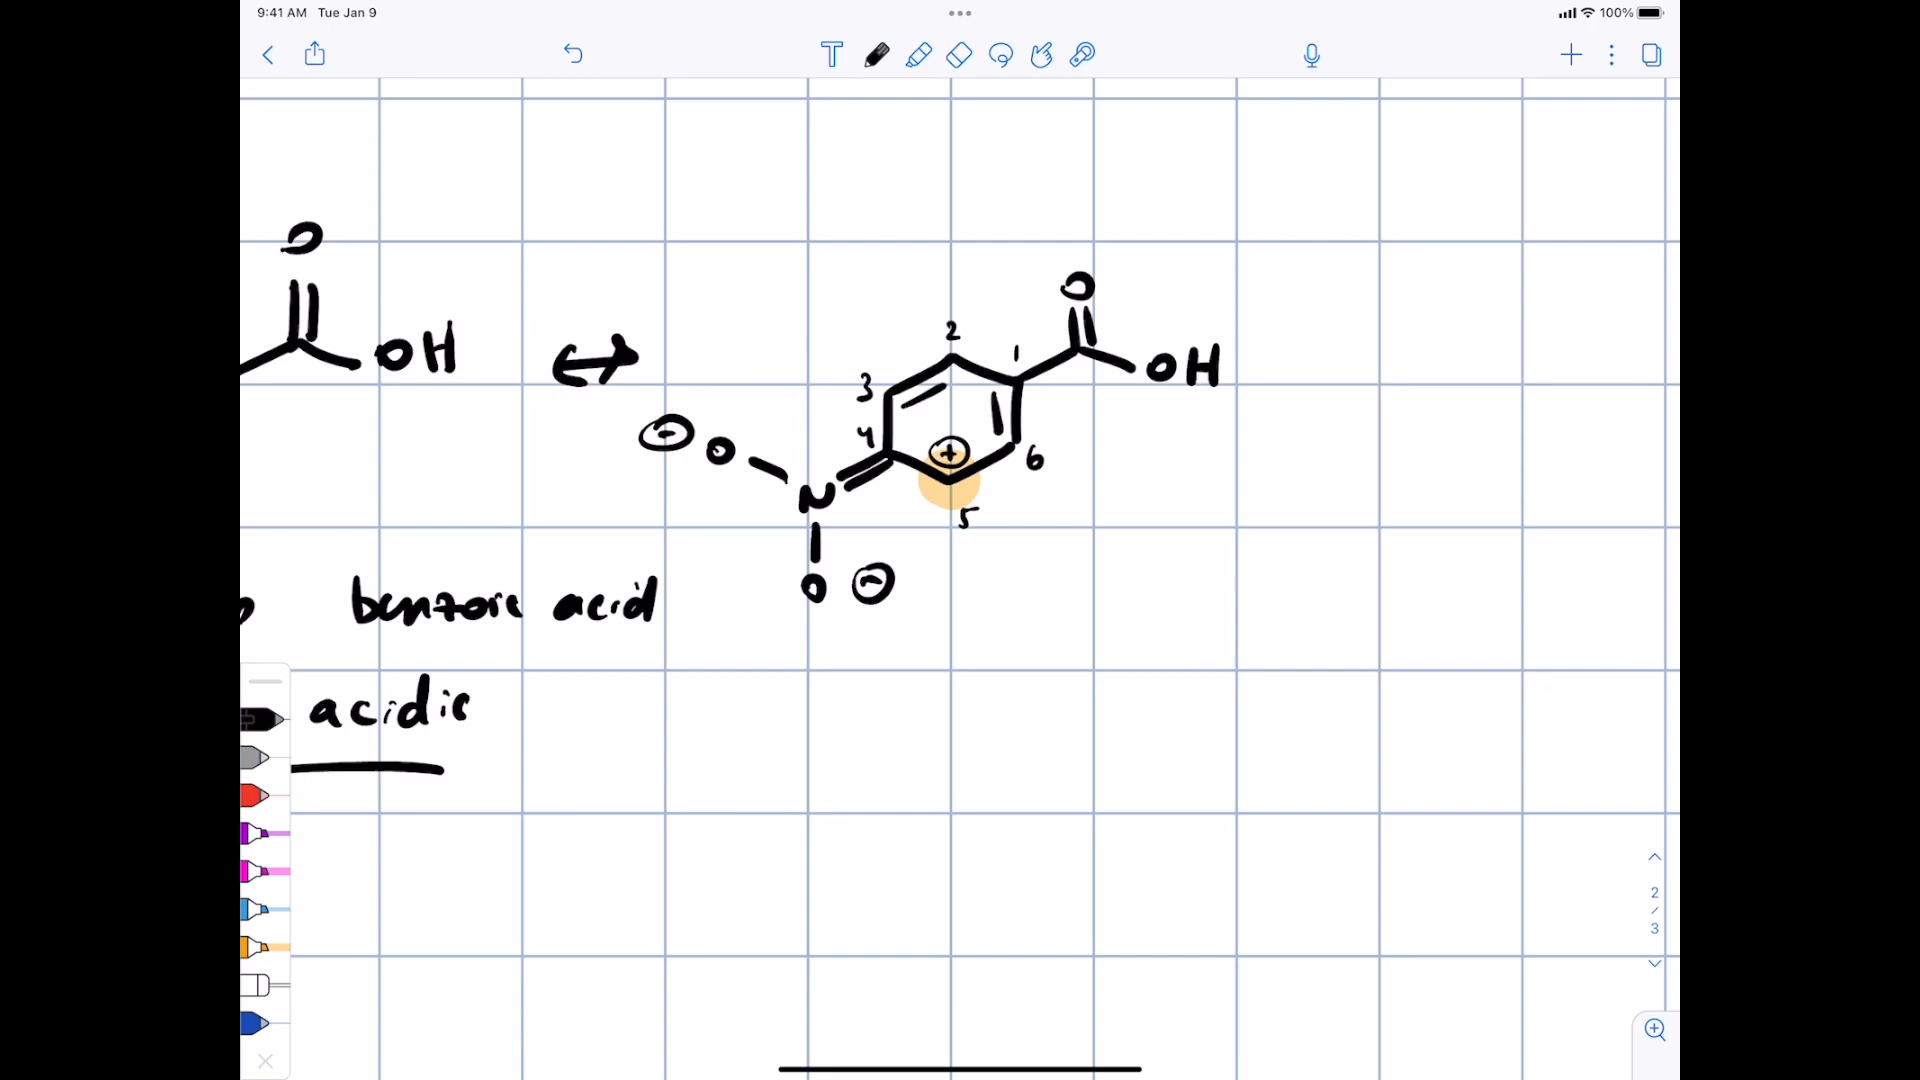 9:41 AM Tue Jan 9
100%
T
O
OH
O
OH
2
1
3
4
+
6
5
- O
N
O -
benzoic acid
acidic
2
/
3